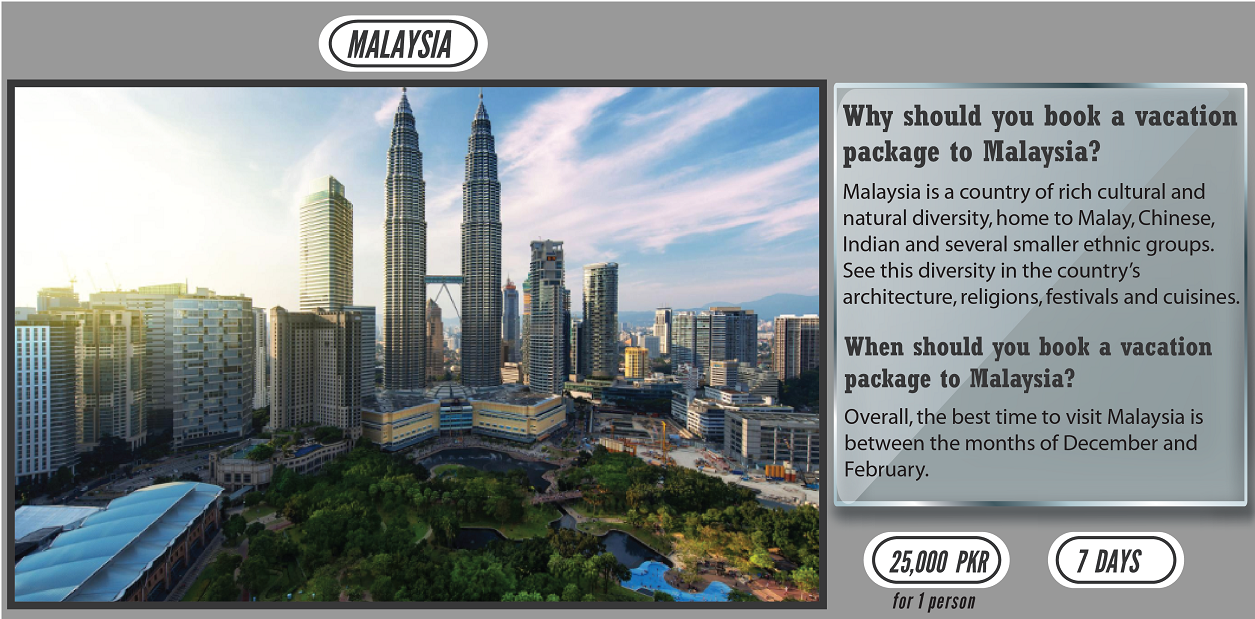 MALAYSIA
Why should you book a vacation
package to Malaysia?
Malaysia is a country of rich cultural and
natural diversity, home to Malay, Chinese,
Indian and several smaller ethnic groups.
See this diversity in the country's
architecture, religions, festivals and cuisines.
When should you book a vacation
package to Malaysia?
Overall, the best time to visit Malaysia is
between the months of December and
February.
25,000 PKR
for 1 person
7 DAYS